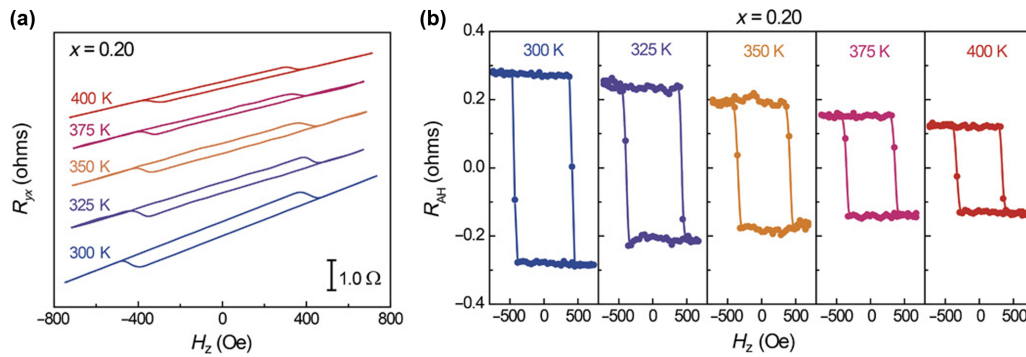 (a)
x = 0.20
400 K
375 K
350 K
325 K
300 K
1.0 Ω
R_yx (ohms)
−800 −400 0 400 800
H_z (Oe)
(b)
x = 0.20
300 K 325 K 350 K 375 K 400 K
0.4
0.2
0.0
−0.2
−0.4
R_AH (ohms)
−500 0 500 −500 0 500 −500 0 500 −500 0 500 −500 0 500
H_z (Oe)